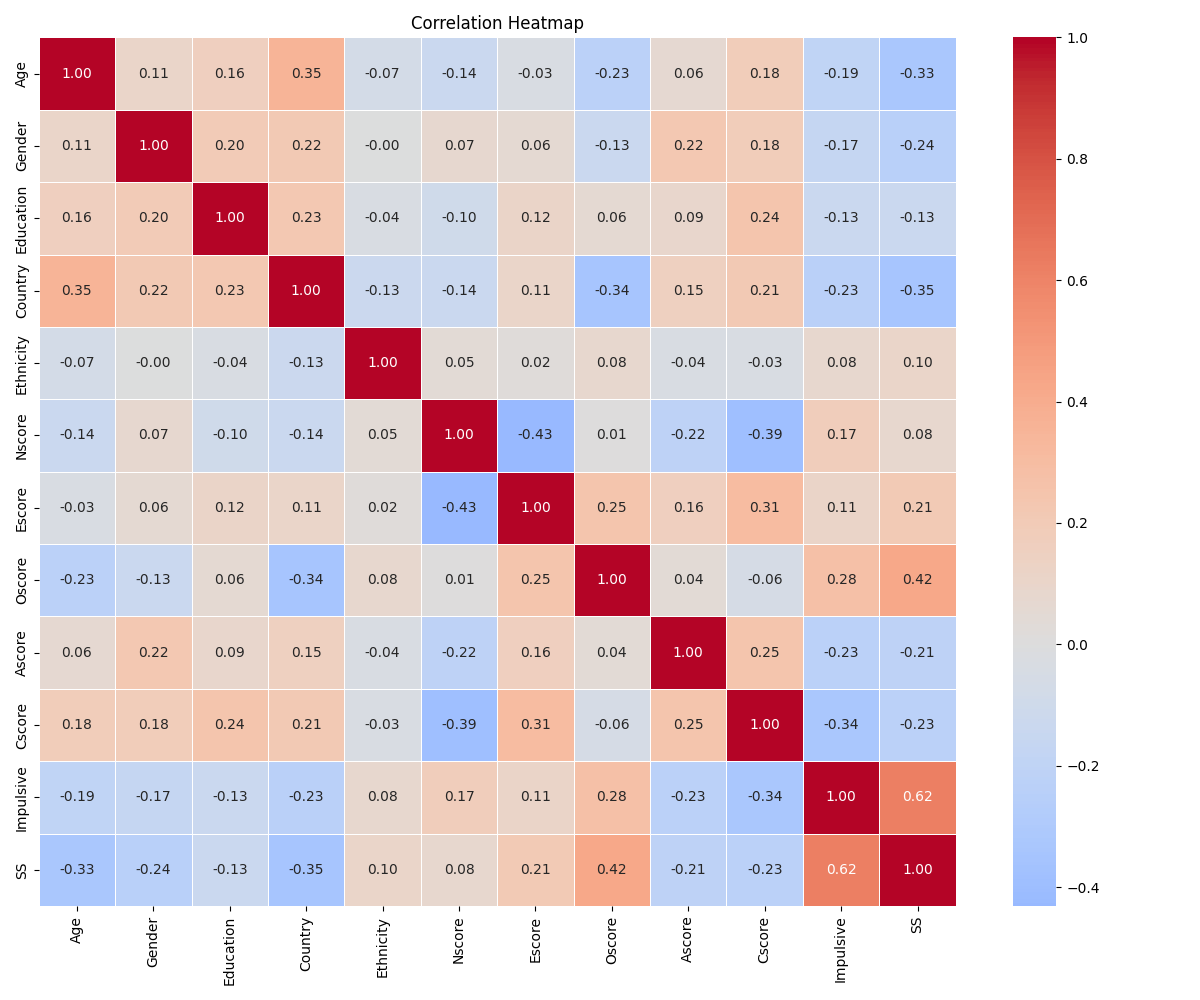 Correlation Heatmap
Age 1.00 0.11 0.16 0.35 -0.07 -0.14 -0.03 -0.23 0.06 0.18 -0.19 -0.33
Gender 0.11 1.00 0.20 0.22 -0.00 0.07 0.06 -0.13 0.22 0.18 -0.17 -0.24
Education 0.16 0.20 1.00 0.23 -0.04 -0.10 0.12 0.06 0.09 0.24 -0.13 -0.13
Country 0.35 0.22 0.23 1.00 -0.13 -0.14 0.11 -0.34 0.15 0.21 -0.23 -0.35
Ethnicity -0.07 -0.00 -0.04 -0.13 1.00 0.05 0.02 0.08 -0.04 -0.03 0.08 0.10
Nscore -0.14 0.07 -0.10 -0.14 0.05 1.00 -0.43 0.01 -0.22 -0.39 0.17 0.08
Escore -0.03 0.06 0.12 0.11 0.02 -0.43 1.00 0.25 0.16 0.31 0.11 0.21
Oscore -0.23 -0.13 0.06 -0.34 0.08 0.01 0.25 1.00 0.04 -0.06 0.28 0.42
Ascore 0.06 0.22 0.09 0.15 -0.04 -0.22 0.16 0.04 1.00 0.25 -0.23 -0.21
Cscore 0.18 0.18 0.24 0.21 -0.03 -0.39 0.31 -0.06 0.25 1.00 -0.34 -0.23
Impulsive -0.19 -0.17 -0.13 -0.23 0.08 0.17 0.11 0.28 -0.23 -0.34 1.00 0.62
SS -0.33 -0.24 -0.13 -0.35 0.10 0.08 0.21 0.42 -0.21 -0.23 0.62 1.00
Age Gender Education Country Ethnicity Nscore Escore Oscore Ascore Cscore Impulsive SS
1.0
0.8
0.6
0.4
0.2
0.0
−0.2
−0.4